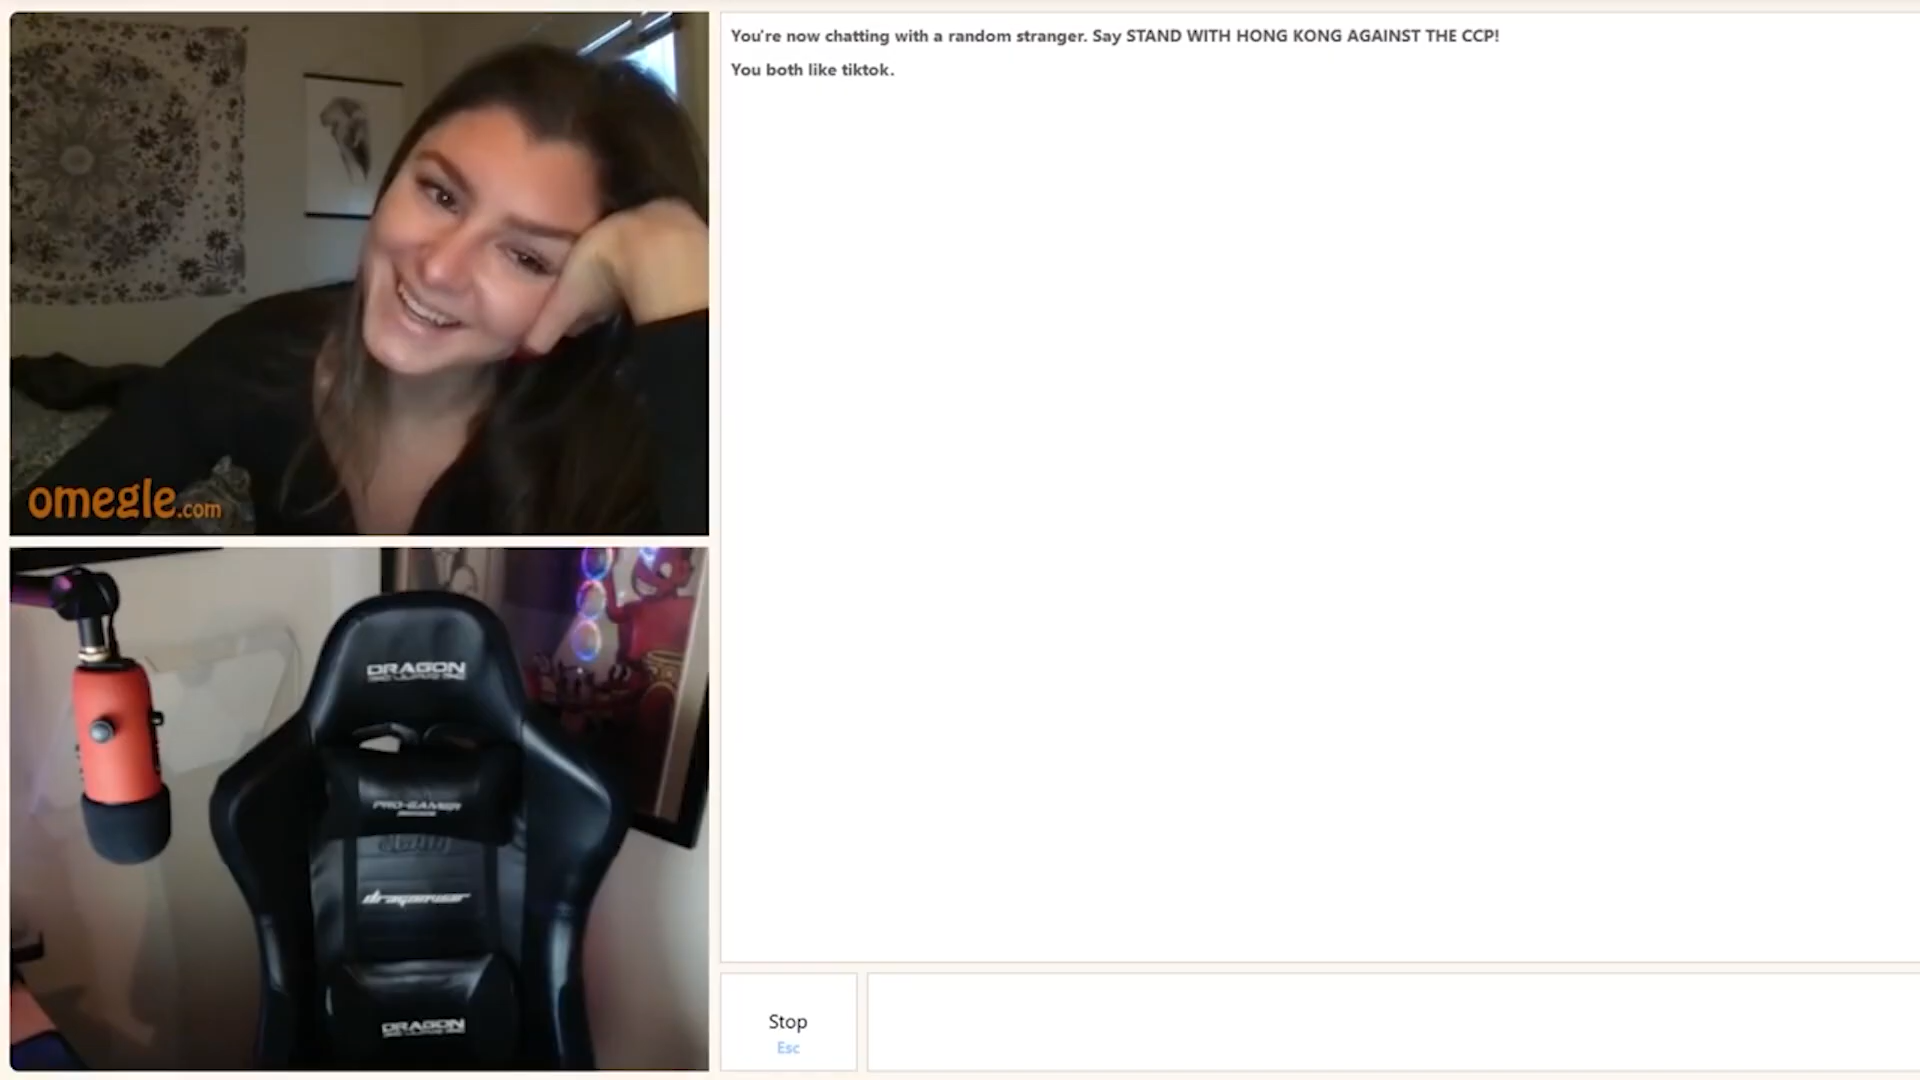 You're now chatting with a random stranger. Say STAND WITH HONG KONG AGAINST THE CCP!
You both like tiktok.
omegle.com
DRAGON
PRO-GAMER
dragonwar
DRAGON
Stop
Esc